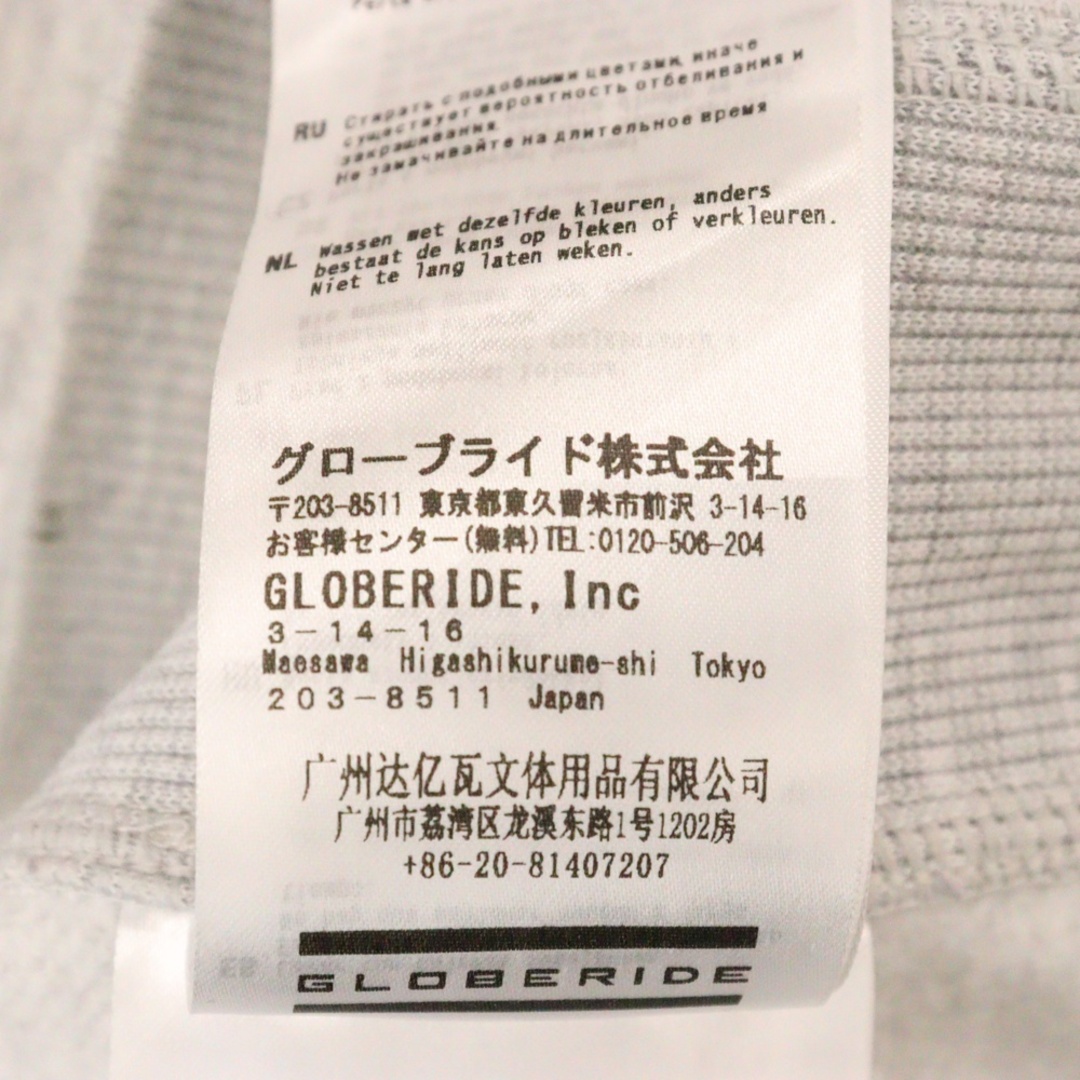 RU Стирать с подобными цветами, иначе
существует вероятность отбеливания и
закрашивания.
Не замачивайте на длительное время
NL Wassen met dezelfde kleuren, anders
bestaat de kans op bleken of verkleuren.
Niet te lang laten weken.
グローブライド株式会社
〒203-8511 東京都東久留米市前沢 3-14-16
お客様センター(無料)TEL:0120-506-204
GLOBERIDE, Inc
3-14-16
Maesawa Higashikurume-shi Tokyo
203-8511 Japan
广州达亿瓦文体用品有限公司
广州市荔湾区龙溪东路1号1202房
+86-20-81407207
GLOBERIDE